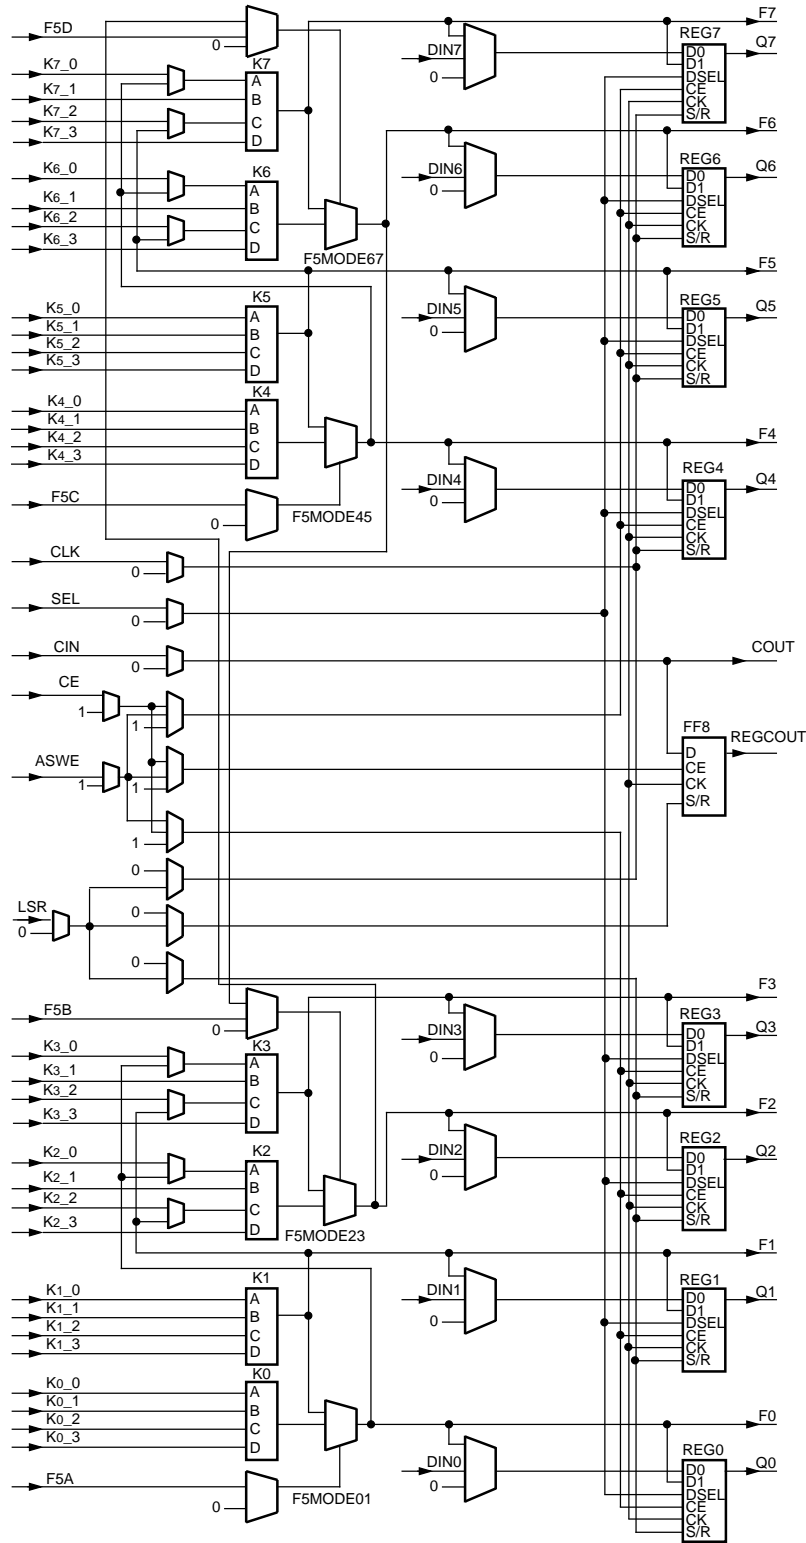 F7
F5D
REG7
Q7
0
DIN7
D0
K7_0
K7
D1
A
0
DSEL
K7_1
B
CE
K7_2
C
CK
K7_3
D
S/R
F6
REG6
K6_0
K6
DIN6
D0
Q6
A
0
D1
K6_1
B
DSEL
K6_2
C
CE
CK
K6_3
D
S/R
F5MODE67
F5
K5
REG5
K5_0
A
DIN5
D0
Q5
K5_1
B
0
D1
K5_2
C
DSEL
K5_3
D
CE
CK
S/R
K4
K4_0
A
K4_1
B
F4
K4_2
C
REG4
K4_3
D
DIN4
D0
Q4
F5C
0
D1
F5MODE45
DSEL
0
CE
CK
CLK
S/R
0
SEL
0
CIN
COUT
0
CE
1
1
FF8
REGCOUT
ASWE
D
CE
1
1
CK
S/R
1
0
LSR
0
0
0
F3
F5B
REG3
0
DIN3
D0
Q3
K3_0
K3
D1
A
0
DSEL
K3_1
B
CE
K3_2
C
CK
K3_3
D
S/R
F2
REG2
K2_0
K2
DIN2
D0
Q2
A
0
D1
K2_1
B
DSEL
K2_2
C
CE
CK
K2_3
D
S/R
F5MODE23
F1
K1
REG1
K1_0
A
DIN1
D0
Q1
K1_1
B
0
D1
K1_2
C
DSEL
K1_3
D
CE
CK
S/R
K0
K0_0
A
K0_1
B
F0
K0_2
C
REG0
K0_3
D
DIN0
D0
Q0
F5A
0
D1
F5MODE01
DSEL
0
CE
CK
S/R